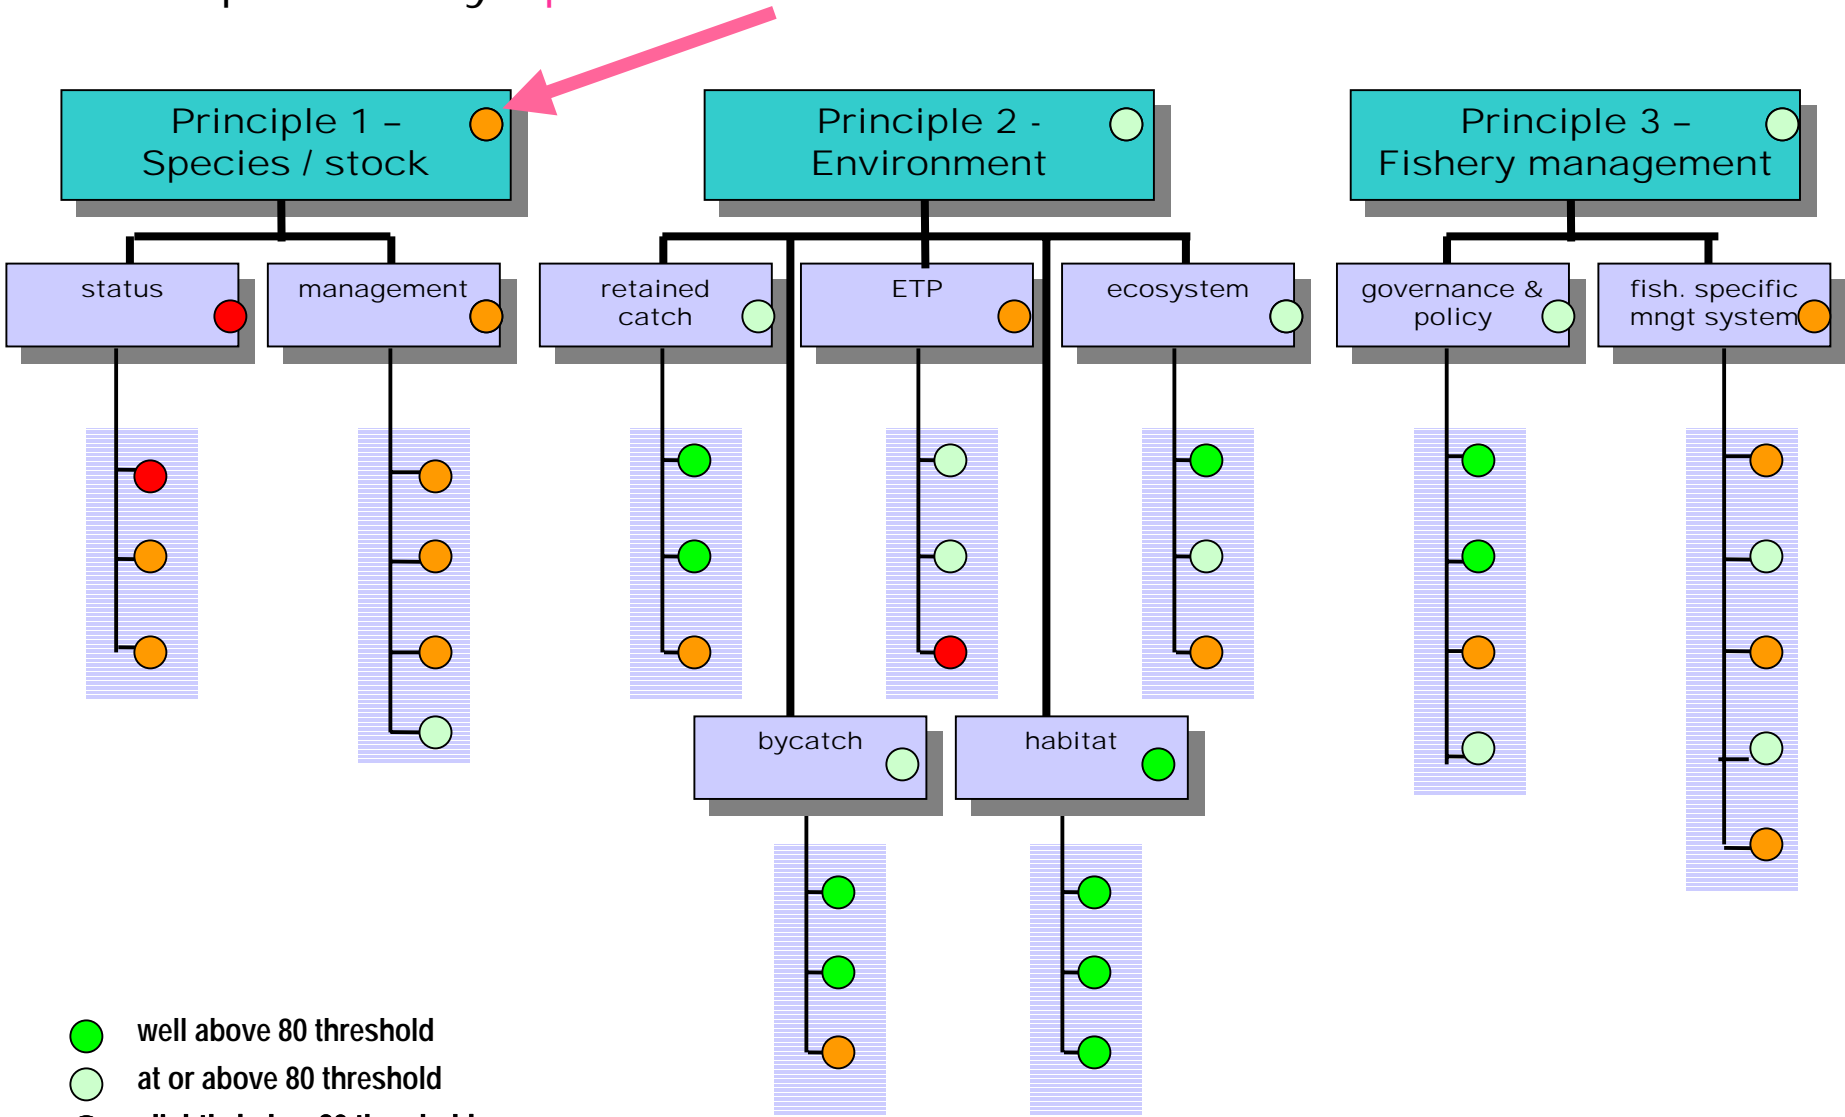 Principle 1 –
Species / stock
Principle 2 -
Environment
Principle 3 –
Fishery management
status
management
retained
catch
ETP
ecosystem
governance &
policy
fish. specific
mngt system
bycatch
habitat
well above 80 threshold
at or above 80 threshold